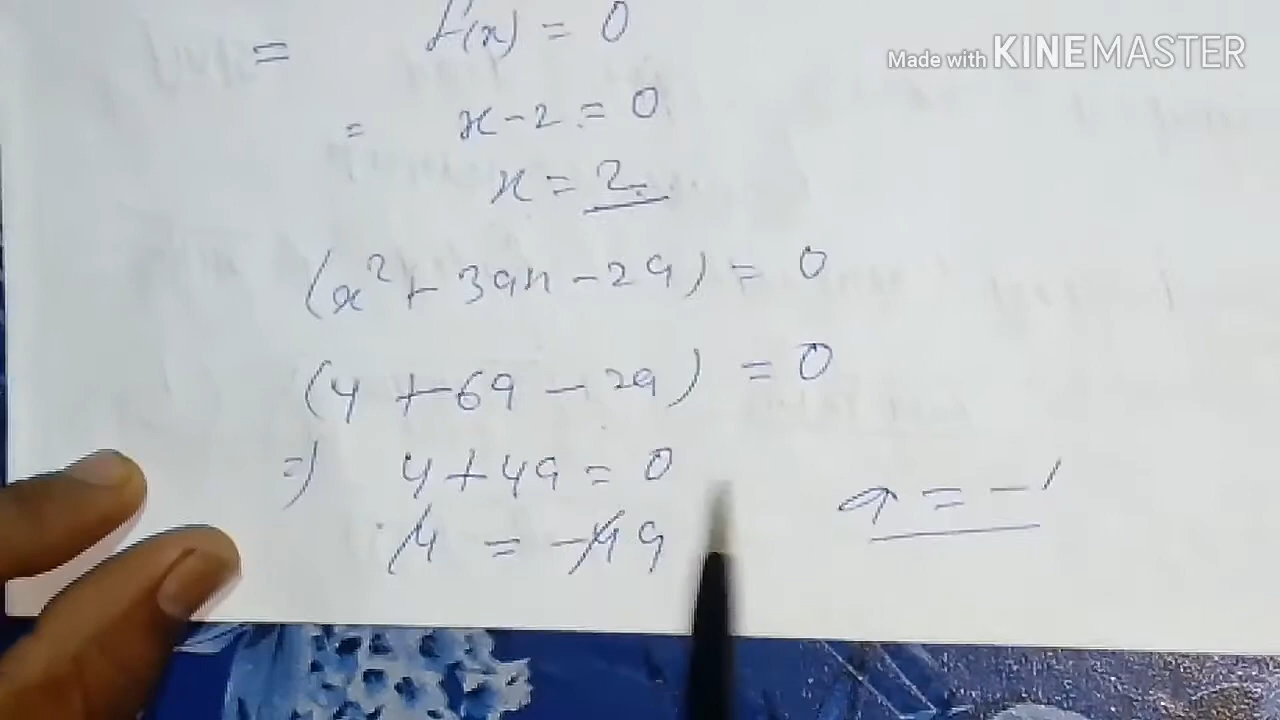 Made with KINEMASTER
= f(x) = 0
= x - 2 = 0
x = 2
(x² + 3ax - 2a) = 0
(4 + 6a - 2a) = 0
=) 4 + 4a = 0
4 = -4a
a = -1